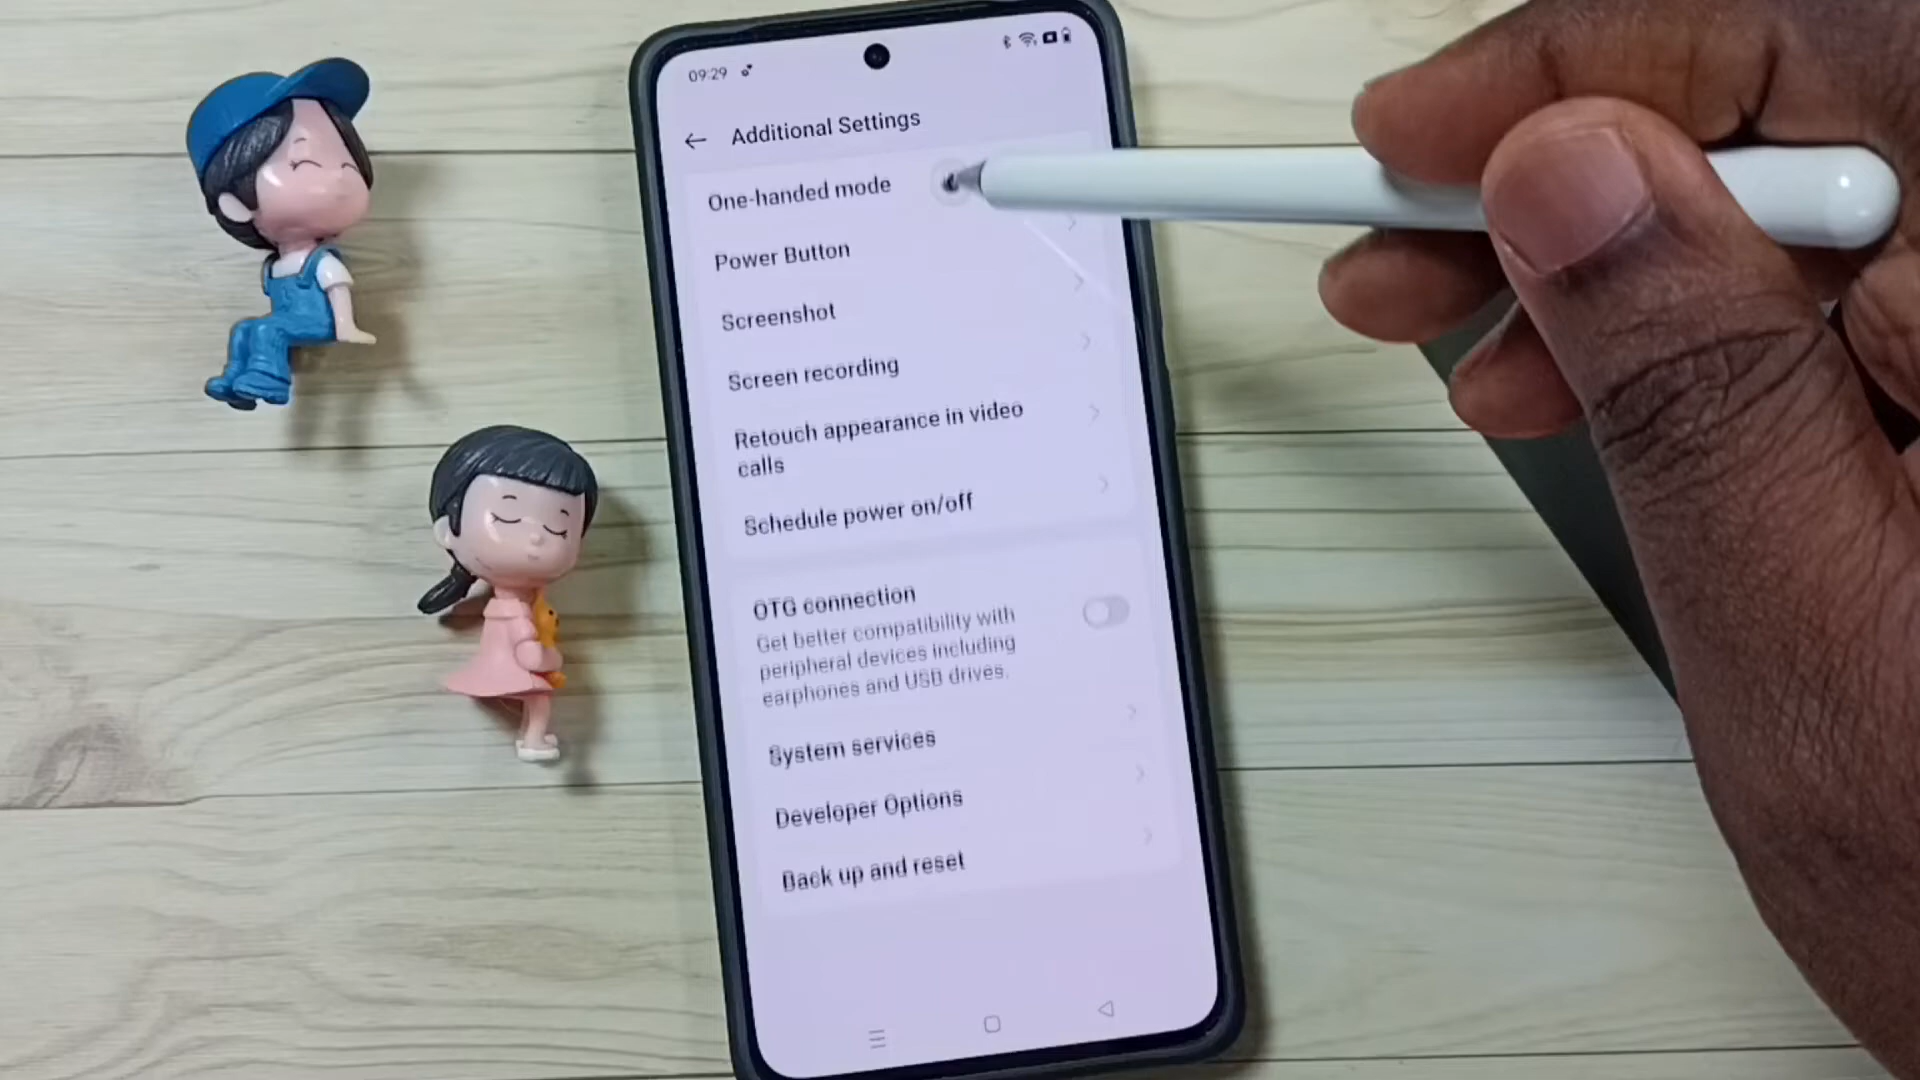 09:29
Additional Settings
One-handed mode
Power Button
Screenshot
Screen recording
Retouch appearance in video
calls
Schedule power on/off
OTG connection
Get better compatibility with
peripheral devices including
earphones and USB drives.
System services
Developer Options
Back up and reset